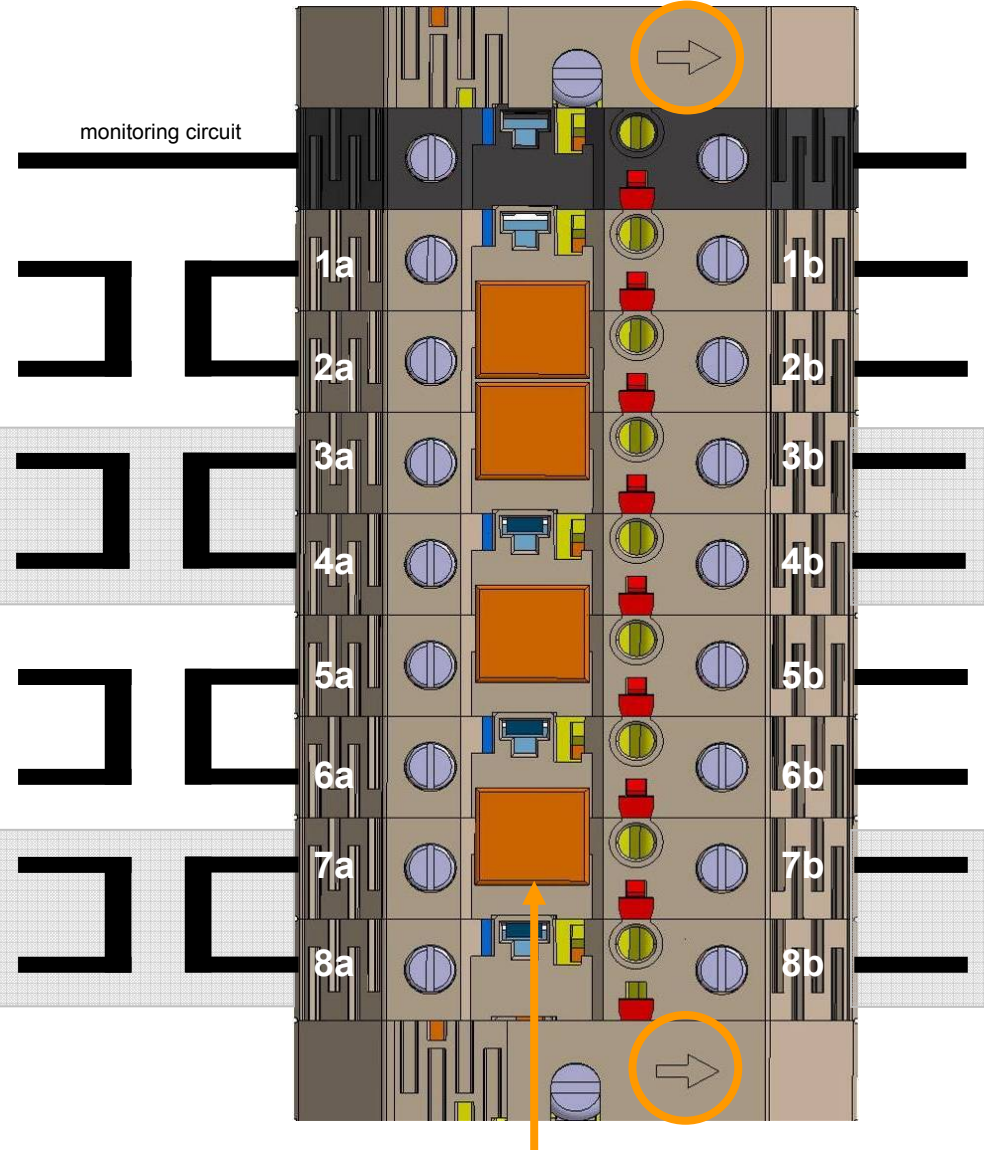 monitoring circuit
1a 1b
2a 2b
3a 3b
4a 4b
5a 5b
6a 6b
7a 7b
8a 8b